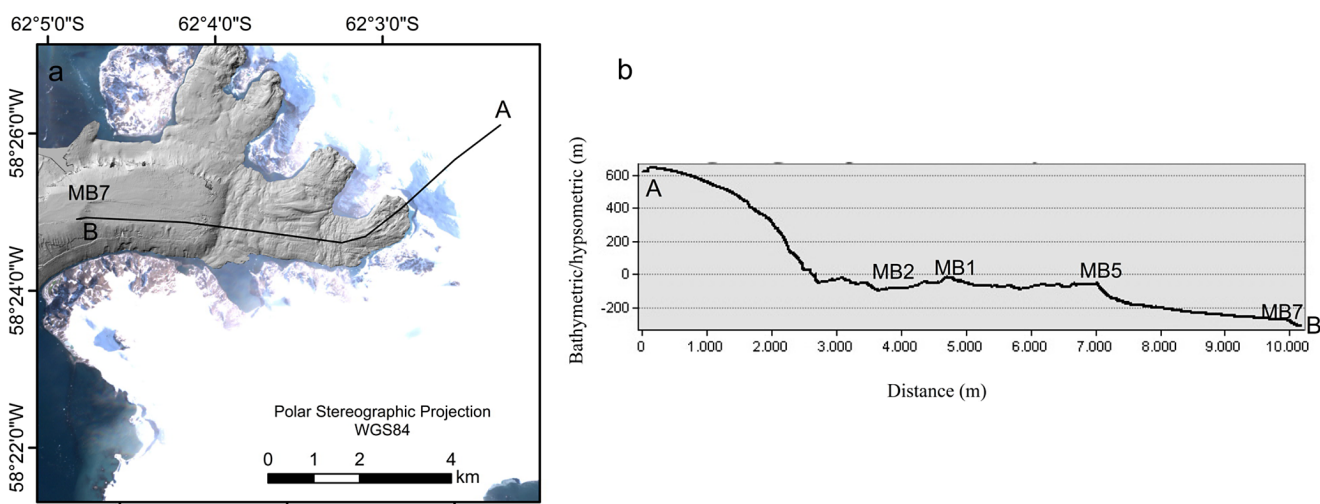 62°5'0"S 62°4'0"S 62°3'0"S
a
A
58°26'0"W
MB7
B
58°24'0"W
58°22'0"W
Polar Stereographic Projection
WGS84
0 1 2 4
km
b
Bathymetric/hypsometric (m)
600
400
200
0
-200
A
MB2 MB1 MB5 MB7 B
0 1.000 2.000 3.000 4.000 5.000 6.000 7.000 8.000 9.000 10.000
Distance (m)